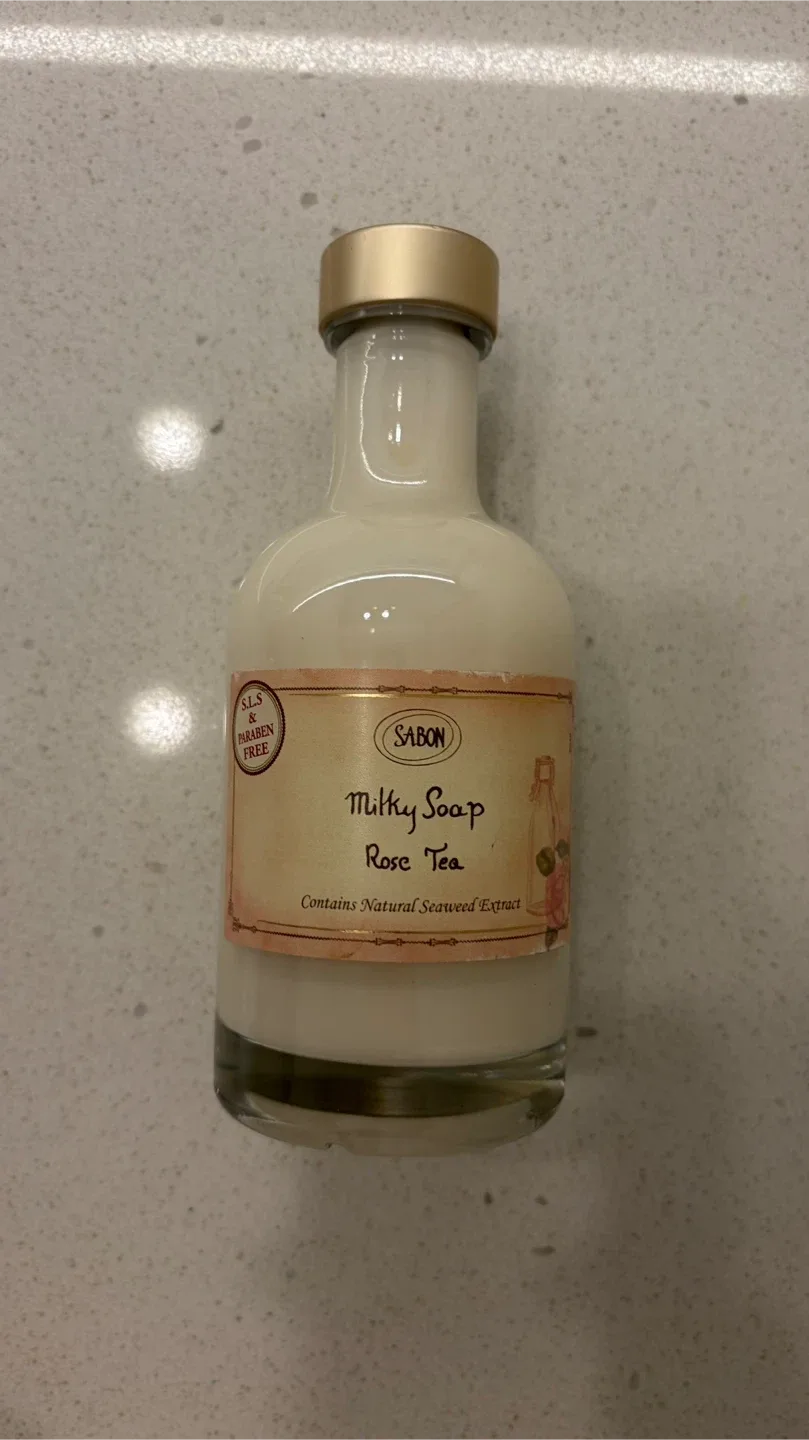 S.L.S
&
PARABEN
FREE
SABON
Milky Soap
Rose Tea
Contains Natural Seaweed Extract